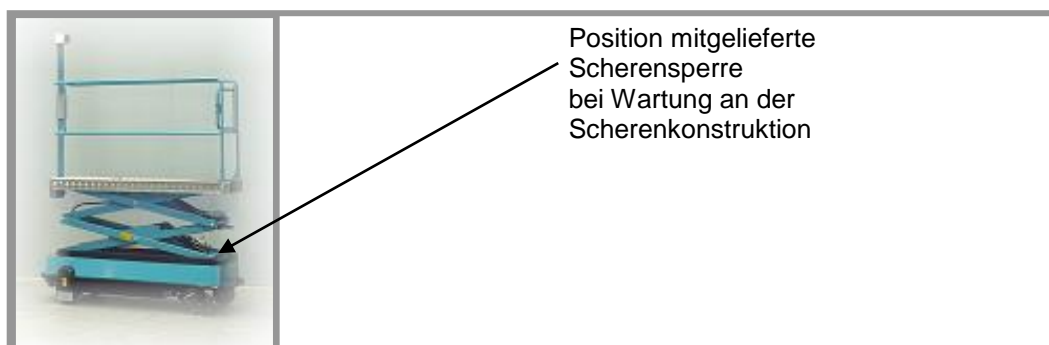 Position mitgelieferte
Scherensperre
bei Wartung an der
Scherenkonstruktion